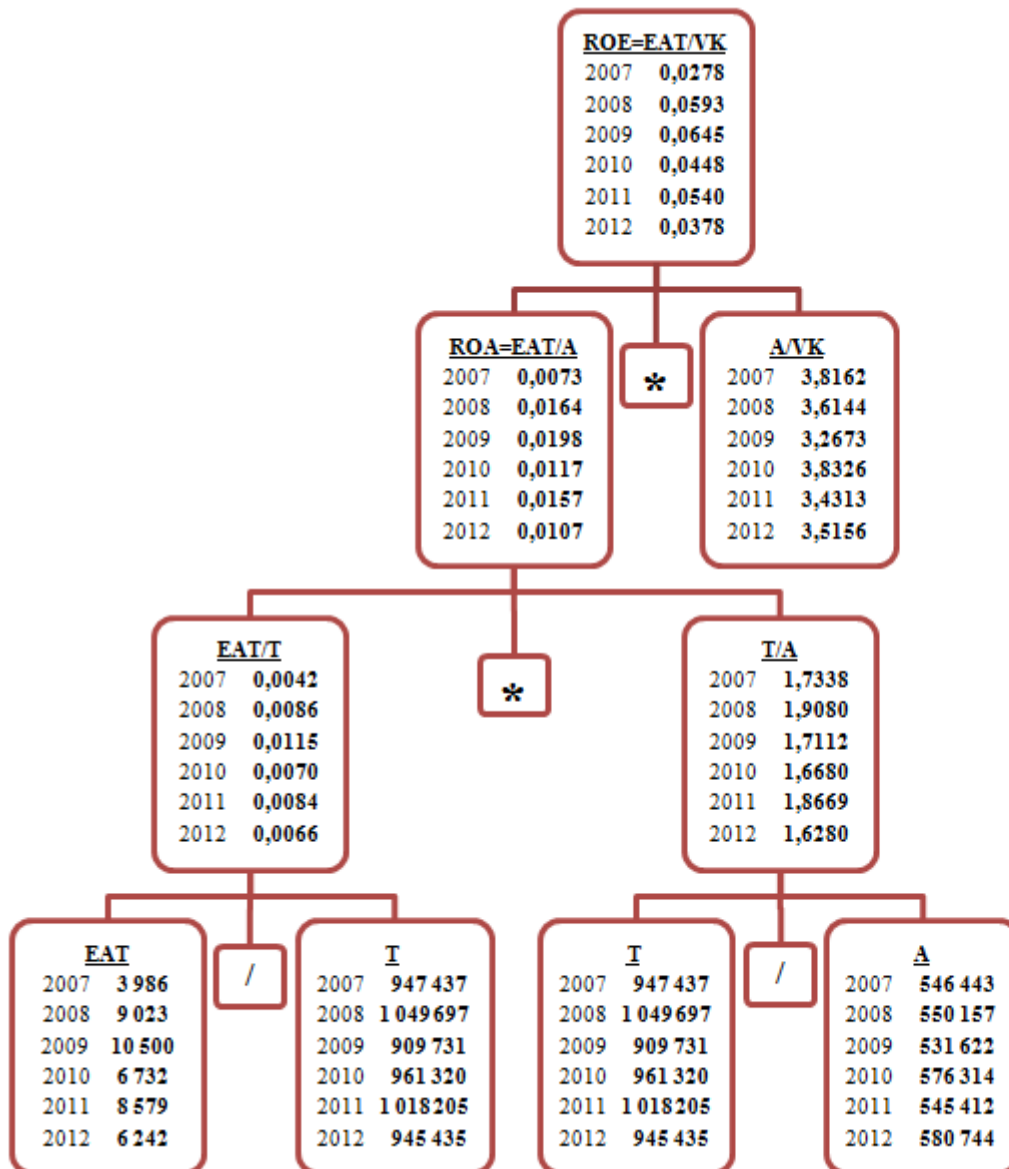 ROE=EAT/VK
2007 0,0278
2008 0,0593
2009 0,0645
2010 0,0448
2011 0,0540
2012 0,0378
ROA=EAT/A
2007 0,0073
2008 0,0164
2009 0,0198
2010 0,0117
2011 0,0157
2012 0,0107
*
A/VK
2007 3,8162
2008 3,6144
2009 3,2673
2010 3,8326
2011 3,4313
2012 3,5156
EAT/T
2007 0,0042
2008 0,0086
2009 0,0115
2010 0,0070
2011 0,0084
2012 0,0066
*
T/A
2007 1,7338
2008 1,9080
2009 1,7112
2010 1,6680
2011 1,8669
2012 1,6280
EAT
2007 3 986
2008 9 023
2009 10 500
2010 6 732
2011 8 579
2012 6 242
/
T
2007 947 437
2008 1 049 697
2009 909 731
2010 961 320
2011 1 018 205
2012 945 435
T
2007 947 437
2008 1 049 697
2009 909 731
2010 961 320
2011 1 018 205
2012 945 435
/
A
2007 546 443
2008 550 157
2009 531 622
2010 576 314
2011 545 412
2012 580 744